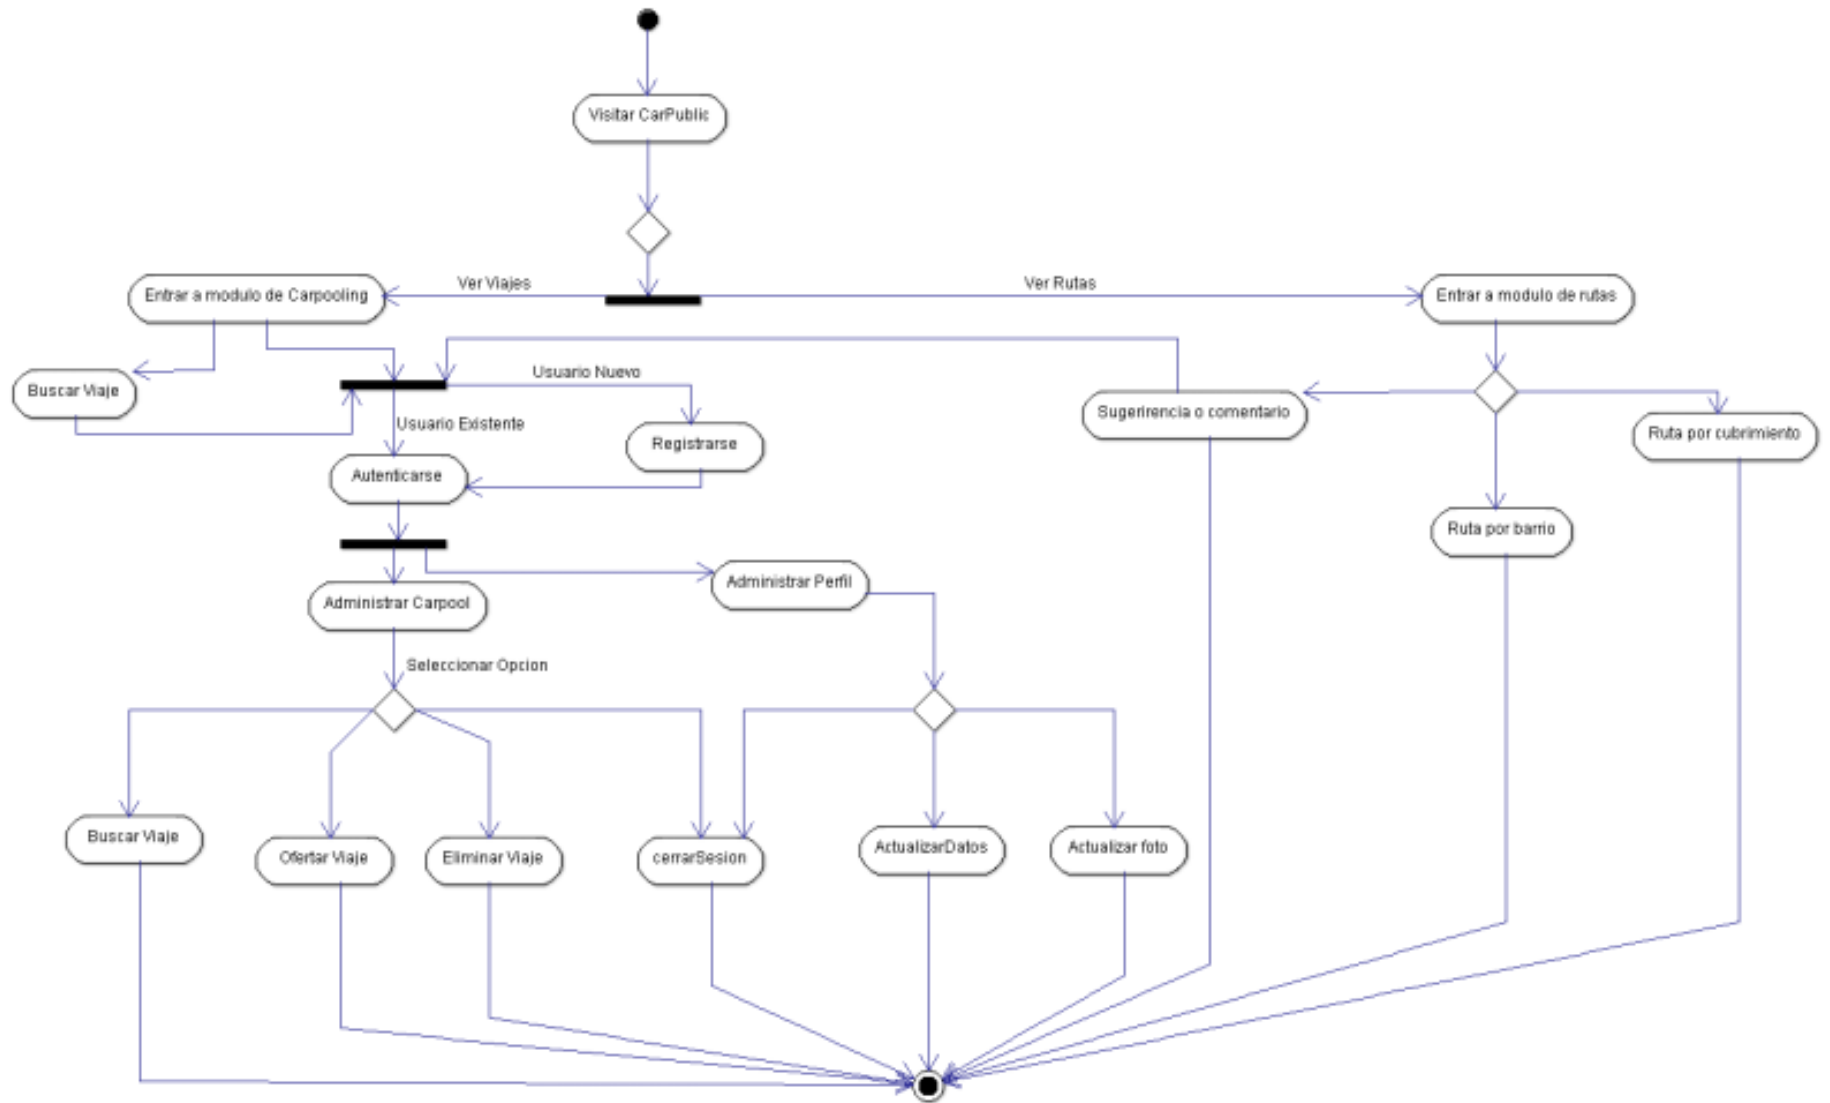 Visitar CarPublic
Ver Viajes
Ver Rutas
Entrar a modulo de Carpooling
Entrar a modulo de rutas
Usuario Nuevo
Buscar Viaje
Sugerirencia o comentario
Usuario Existente
Registrarse
Ruta por cubrimiento
Autenticarse
Ruta por barrio
Administrar Perfil
Administrar Carpool
Seleccionar Opcion
Buscar Viaje
Ofertar Viaje
Eliminar Viaje
cerrarSesion
ActualizarDatos
Actualizar foto